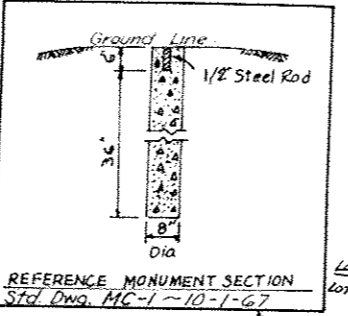 Ground Line
6"
1/2" Steel Rod
36"
8"
Dia
REFERENCE MONUMENT SECTION
Std. Dwg. MC-1 ~ 10-1-67